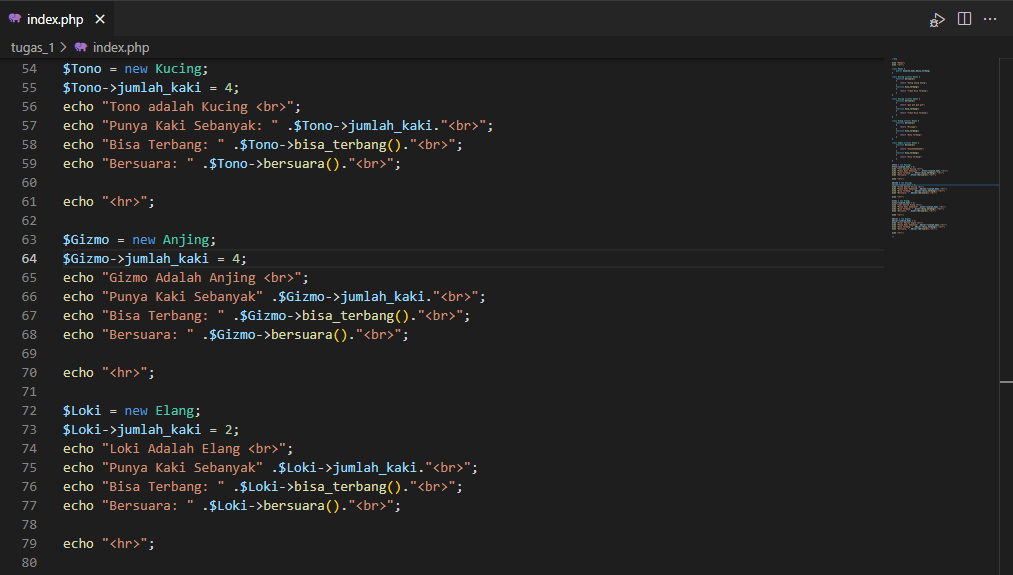 index.php
tugas_1 > index.php
54 $Tono = new Kucing;
55 $Tono->jumlah_kaki = 4;
56 echo "Tono adalah Kucing <br>";
57 echo "Punya Kaki Sebanyak: " .$Tono->jumlah_kaki."<br>";
58 echo "Bisa Terbang: " .$Tono->bisa_terbang()."<br>";
59 echo "Bersuara: " .$Tono->bersuara()."<br>";
60
61 echo "<hr>";
62
63 $Gizmo = new Anjing;
64 $Gizmo->jumlah_kaki = 4;
65 echo "Gizmo Adalah Anjing <br>";
66 echo "Punya Kaki Sebanyak" .$Gizmo->jumlah_kaki."<br>";
67 echo "Bisa Terbang: " .$Gizmo->bisa_terbang()."<br>";
68 echo "Bersuara: " .$Gizmo->bersuara()."<br>";
69
70 echo "<hr>";
71
72 $Loki = new Elang;
73 $Loki->jumlah_kaki = 2;
74 echo "Loki Adalah Elang <br>";
75 echo "Punya Kaki Sebanyak" .$Loki->jumlah_kaki."<br>";
76 echo "Bisa Terbang: " .$Loki->bisa_terbang()."<br>";
77 echo "Bersuara: " .$Loki->bersuara()."<br>";
78
79 echo "<hr>";
80